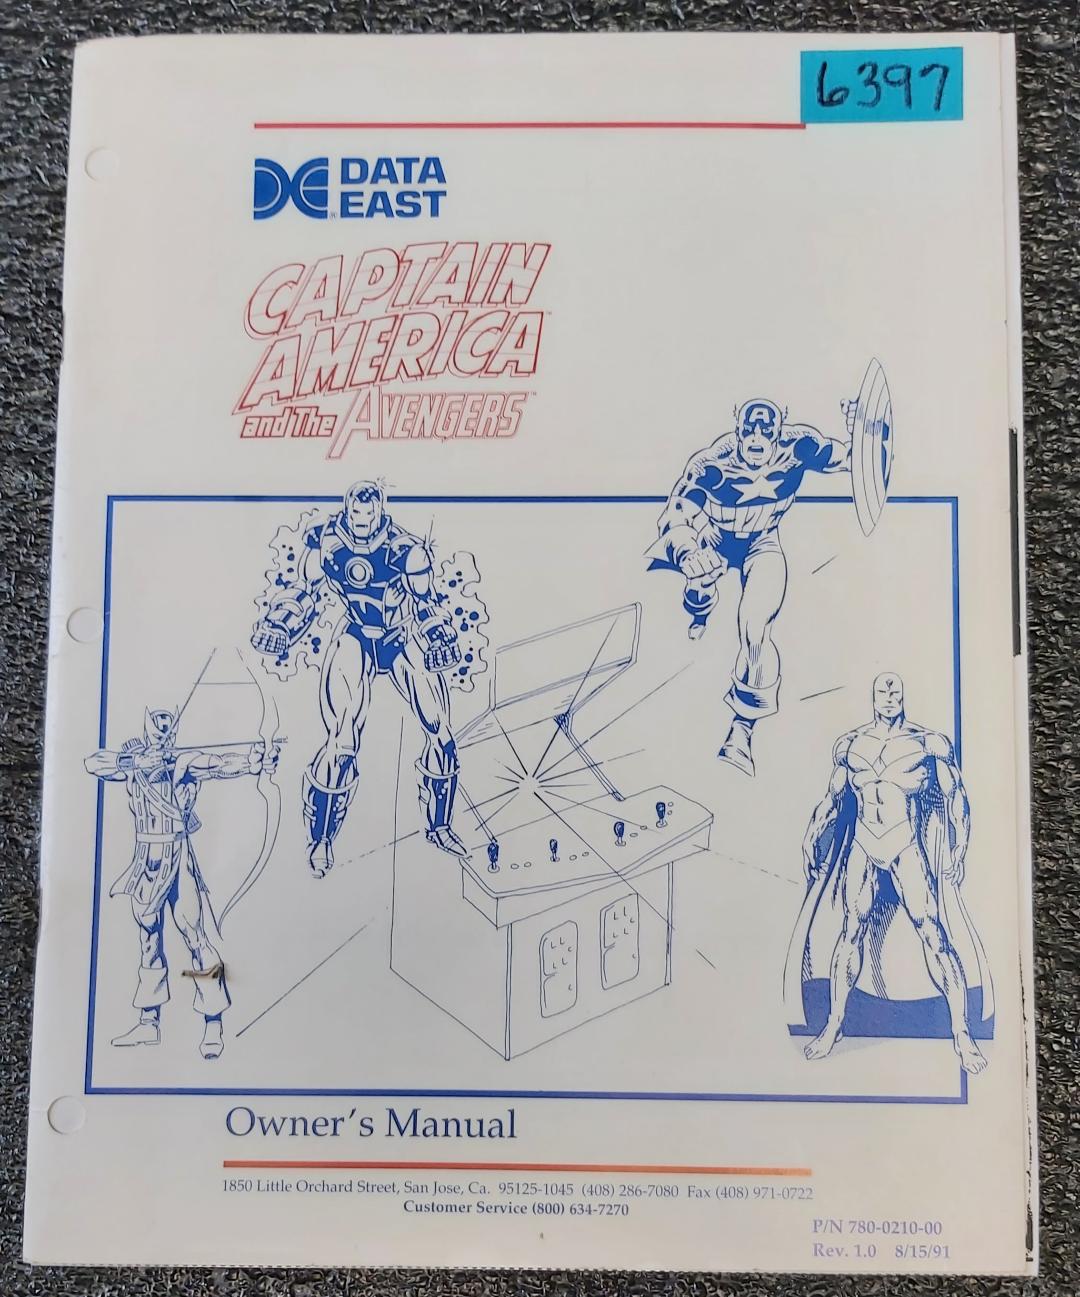 6397
DATA
EAST
®
CAPTAIN
AMERICA™
and The AVENGERS™
A
Owner's Manual
1850 Little Orchard Street, San Jose, Ca. 95125-1045 (408) 286-7080 Fax (408) 971-0722
Customer Service (800) 634-7270
P/N 780-0210-00
Rev. 1.0 8/15/91